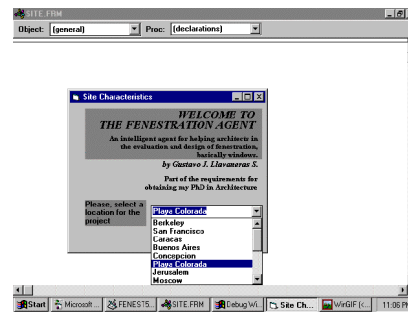 SITE.FRM
Object: (general) Proc: (declarations)
Site Characteristics
WELCOME TO
THE FENESTRATION AGENT
An intelligent agent for helping architects in
the evaluation and design of fenestration,
basically windows.
by Gustavo J. Llavaneras S.
Part of the requirements for
obtaining my PhD in Architecture
Please, select a
location for the
project
Playa Colorada
Berkeley
San Francisco
Caracas
Buenos Aires
Concepcion
Playa Colorada
Jerusalem
Moscow
Start Microsoft ... FENEST5... SITE.FRM Debug Wi... Site Ch... WinGIF (<... 11:06 PM